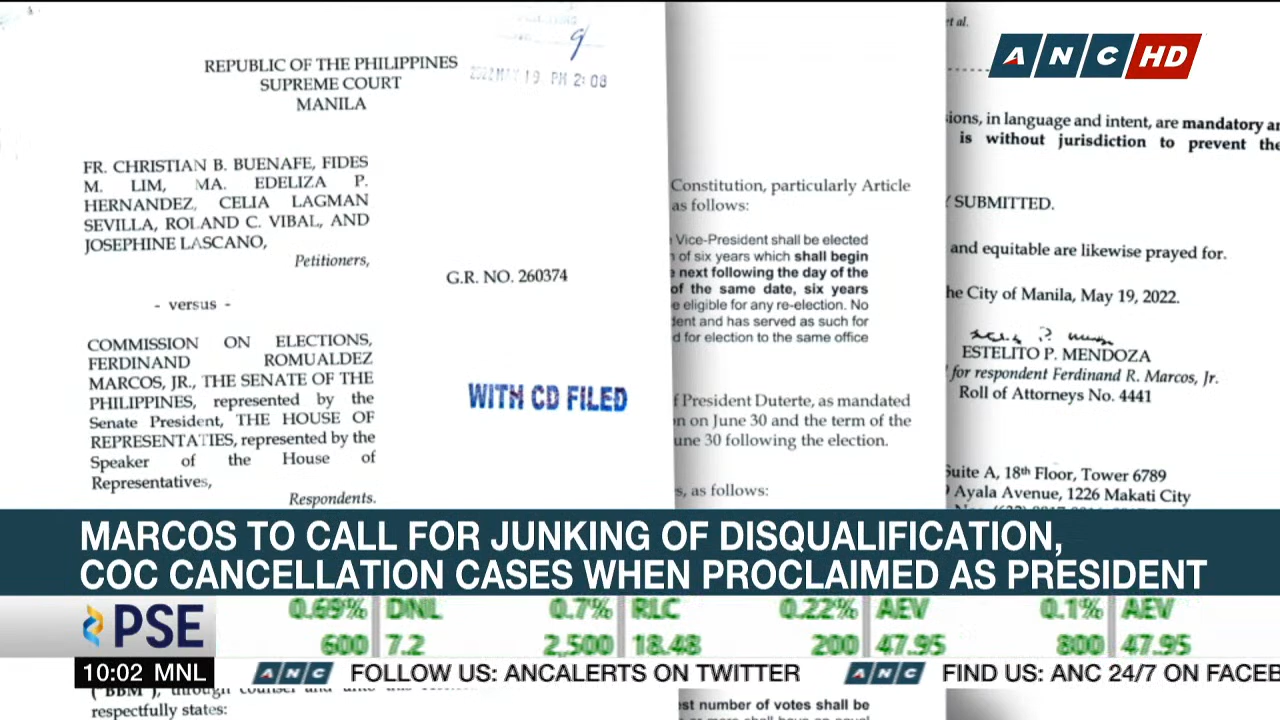 REPUBLIC OF THE PHILIPPINES
SUPREME COURT
MANILA
2022 MAY 19 PM 2:08
FR. CHRISTIAN B. BUENAFE, FIDES
M. LIM, MA. EDELIZA P.
HERNANDEZ, CELIA LAGMAN
SEVILLA, ROLAND C. VIBAL, AND
JOSEPHINE LASCANO,
Petitioners,
- versus -
G.R. NO. 260374
COMMISSION ON ELECTIONS,
FERDINAND ROMUALDEZ
MARCOS, JR., THE SENATE OF THE
PHILIPPINES, represented by the
Senate President, THE HOUSE OF
REPRESENTATIES, represented by the
Speaker of the House of
Representatives,
Respondents.
WITH CD FILED
Constitution, particularly Article
as follows:
Vice-President shall be elected
of six years which shall begin
next following the day of the
of the same date, six years
e eligible for any re-election. No
dent and has served as such for
d for election to the same office
f President Duterte, as mandated
n on June 30 and the term of the
une 30 following the election.
s, as follows:
st number of votes shall be
et al.
ANC HD
ions, in language and intent, are mandatory an
is without jurisdiction to prevent the
SUBMITTED.
and equitable are likewise prayed for.
he City of Manila, May 19, 2022.
ESTELITO P. MENDOZA
for respondent Ferdinand R. Marcos, Jr.
Roll of Attorneys No. 4441
Suite A, 18th Floor, Tower 6789
Ayala Avenue, 1226 Makati City
MARCOS TO CALL FOR JUNKING OF DISQUALIFICATION,
COC CANCELLATION CASES WHEN PROCLAIMED AS PRESIDENT
PSE
0.69% DNL 0.7% RLC 0.22% AEV 0.1% AEV
600 7.2 2,500 18.48 200 47.95 800 47.95
10:02 MNL ANC FOLLOW US: ANCALERTS ON TWITTER ANC FIND US: ANC 24/7 ON FACEB
respectfully states: